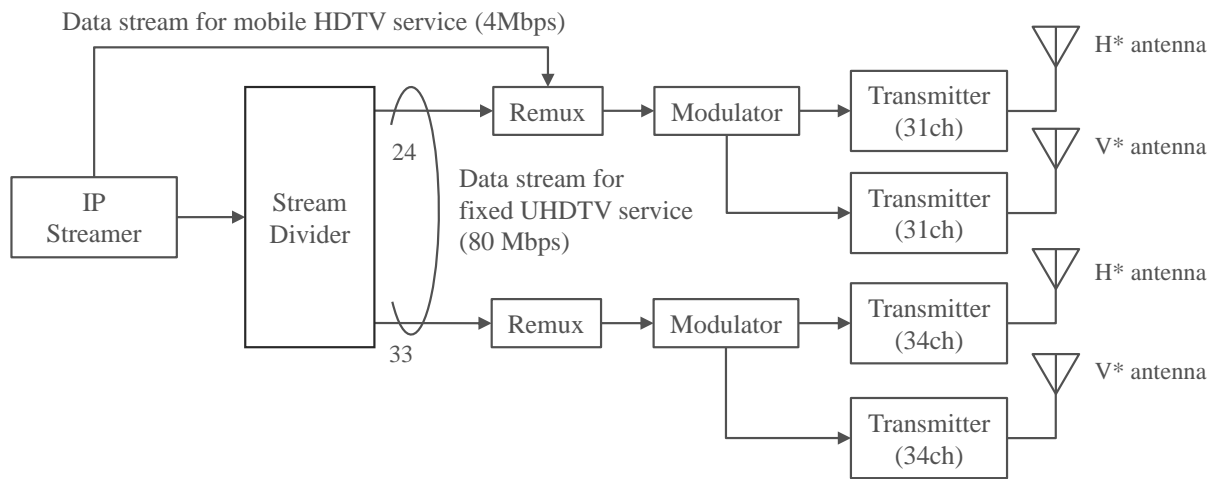 Data stream for mobile HDTV service (4Mbps)
H* antenna
Remux
Modulator
Transmitter
(31ch)
24
V* antenna
IP
Streamer
Stream
Divider
Data stream for
fixed UHDTV service
(80 Mbps)
Transmitter
(31ch)
H* antenna
Remux
Modulator
Transmitter
(34ch)
33
V* antenna
Transmitter
(34ch)